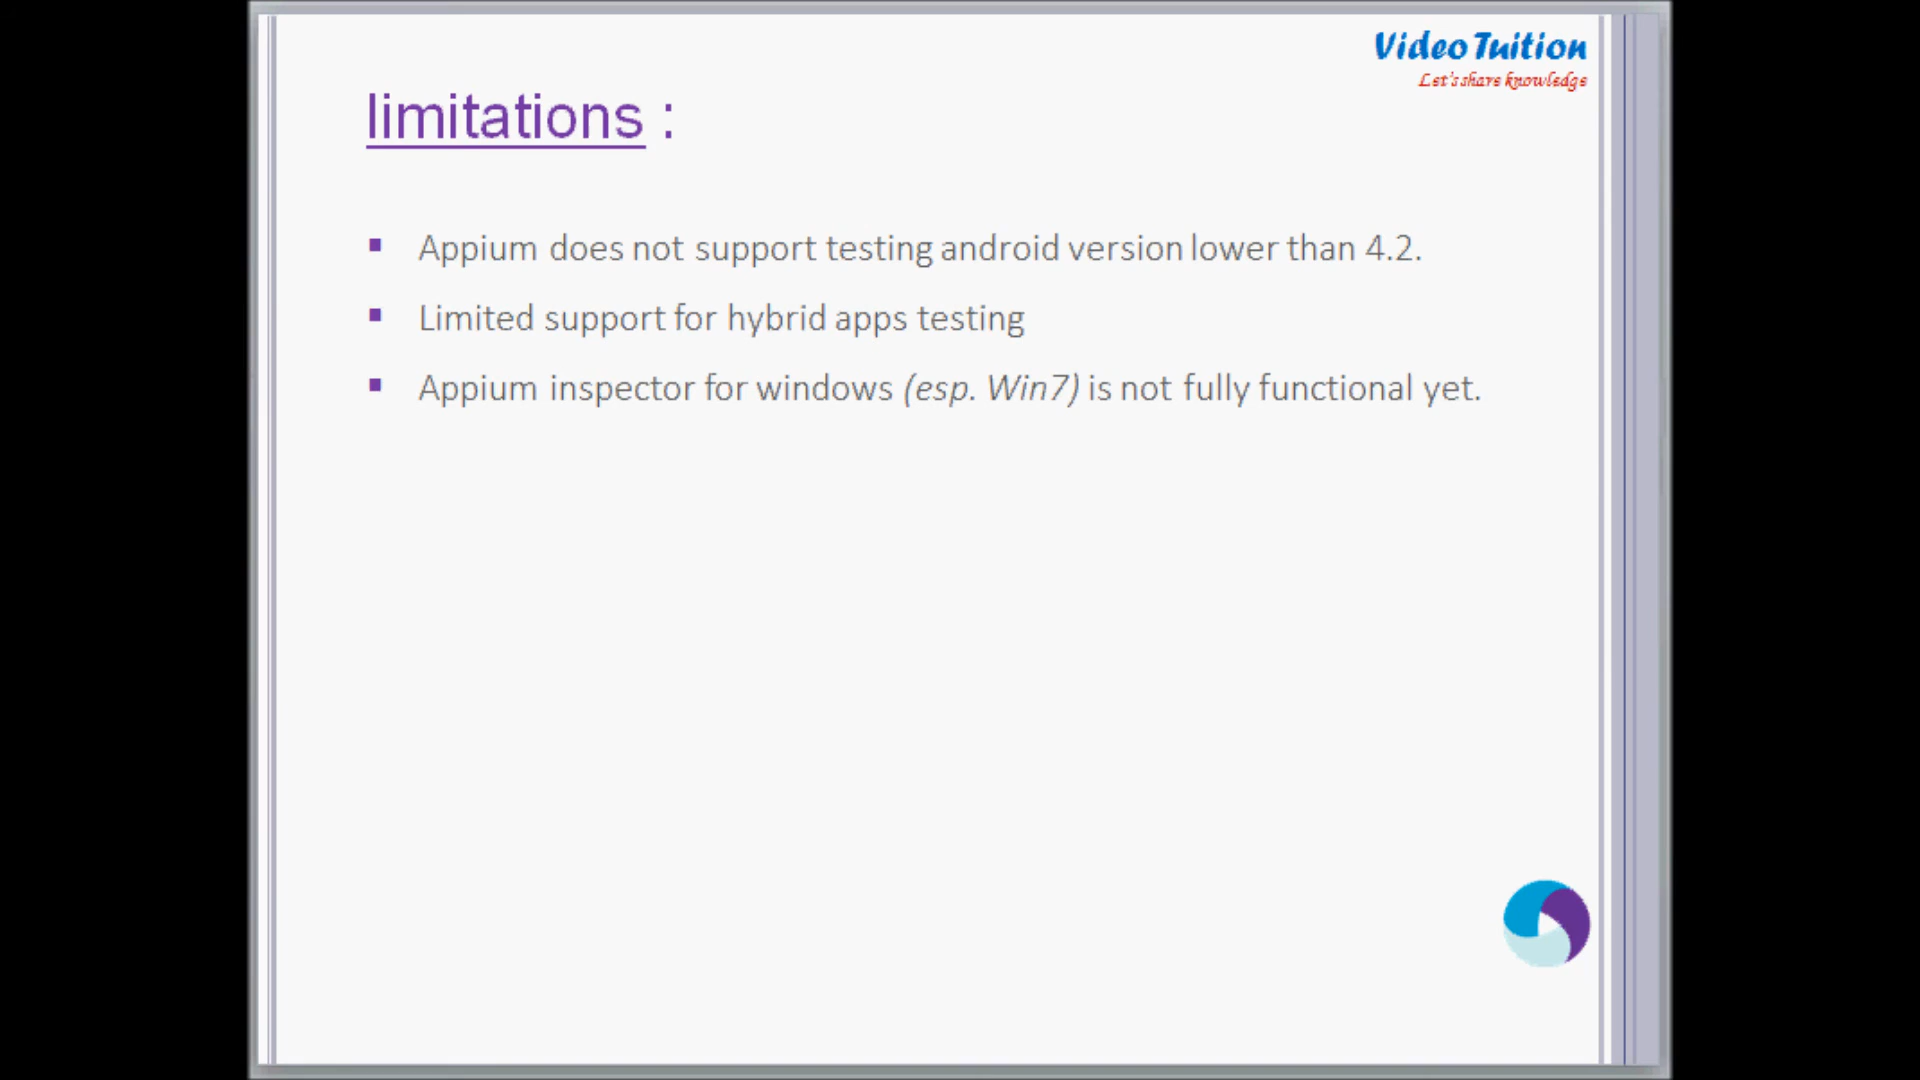 Video Tuition
Let's share knowledge
limitations :
▪ Appium does not support testing android version lower than 4.2.
▪ Limited support for hybrid apps testing
▪ Appium inspector for windows (esp. Win7) is not fully functional yet.